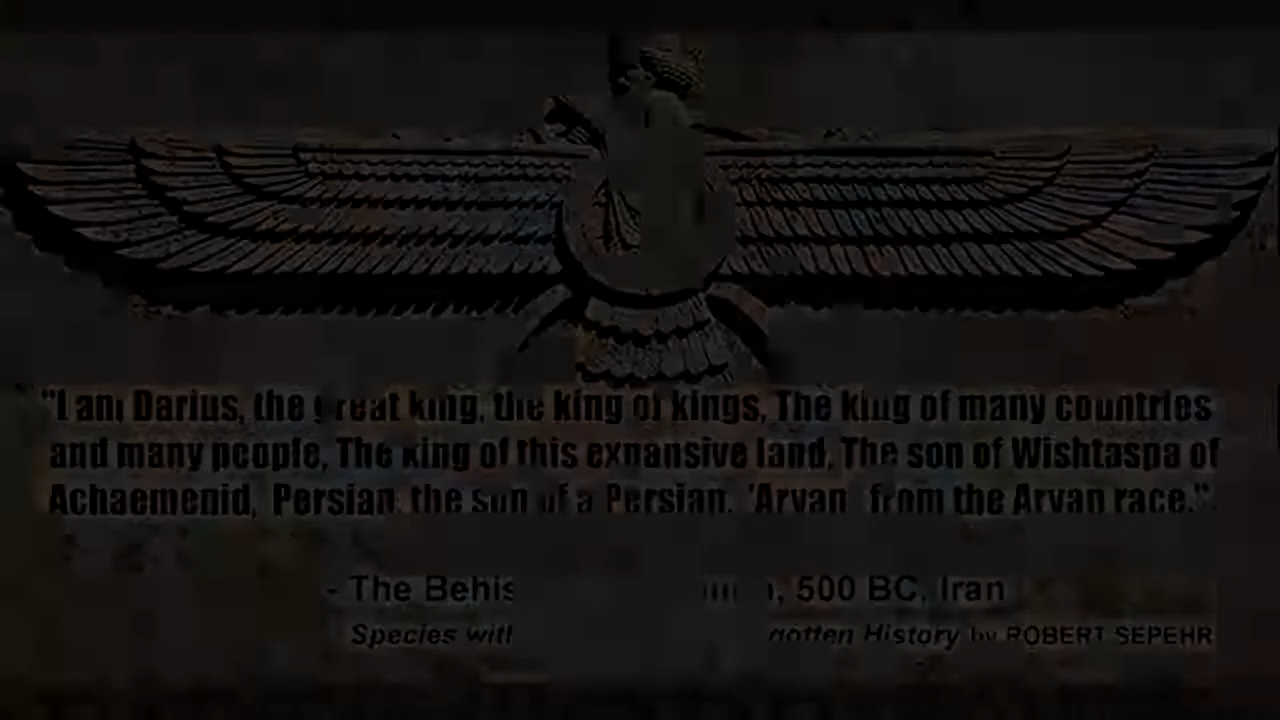 "I am Darius, the great king, the king of kings, The king of many countries
and many people, The king of this expansive land, The son of Wishtaspa of
Achaemenid, Persian, the son of a Persian, 'Aryan' from the Aryan race."
- The 500 BC, Iran
Species with History by ROBERT SEPEHR